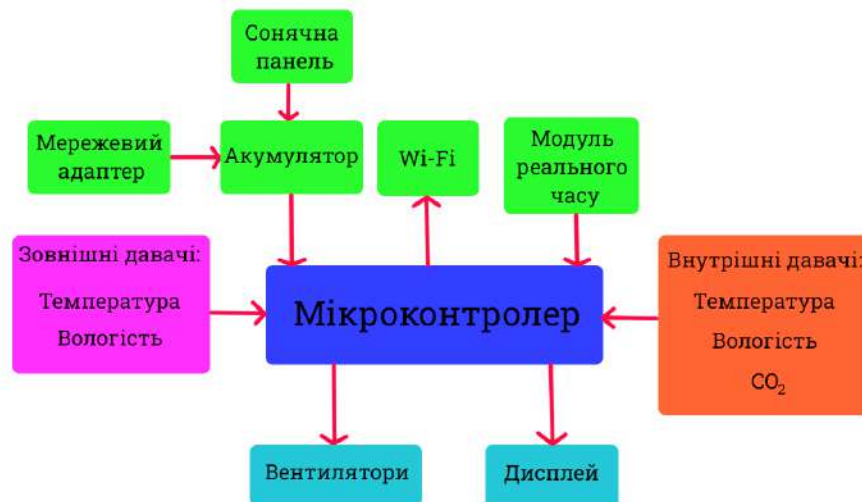 Сонячна
панель
Мережевий
адаптер
Акумулятор
Wi-Fi
Модуль
реального
часу
Зовнішні давачі:
Температура
Вологість
Мікроконтролер
Внутрішні давачі:
Температура
Вологість
CO₂
Вентилятори
Дисплей